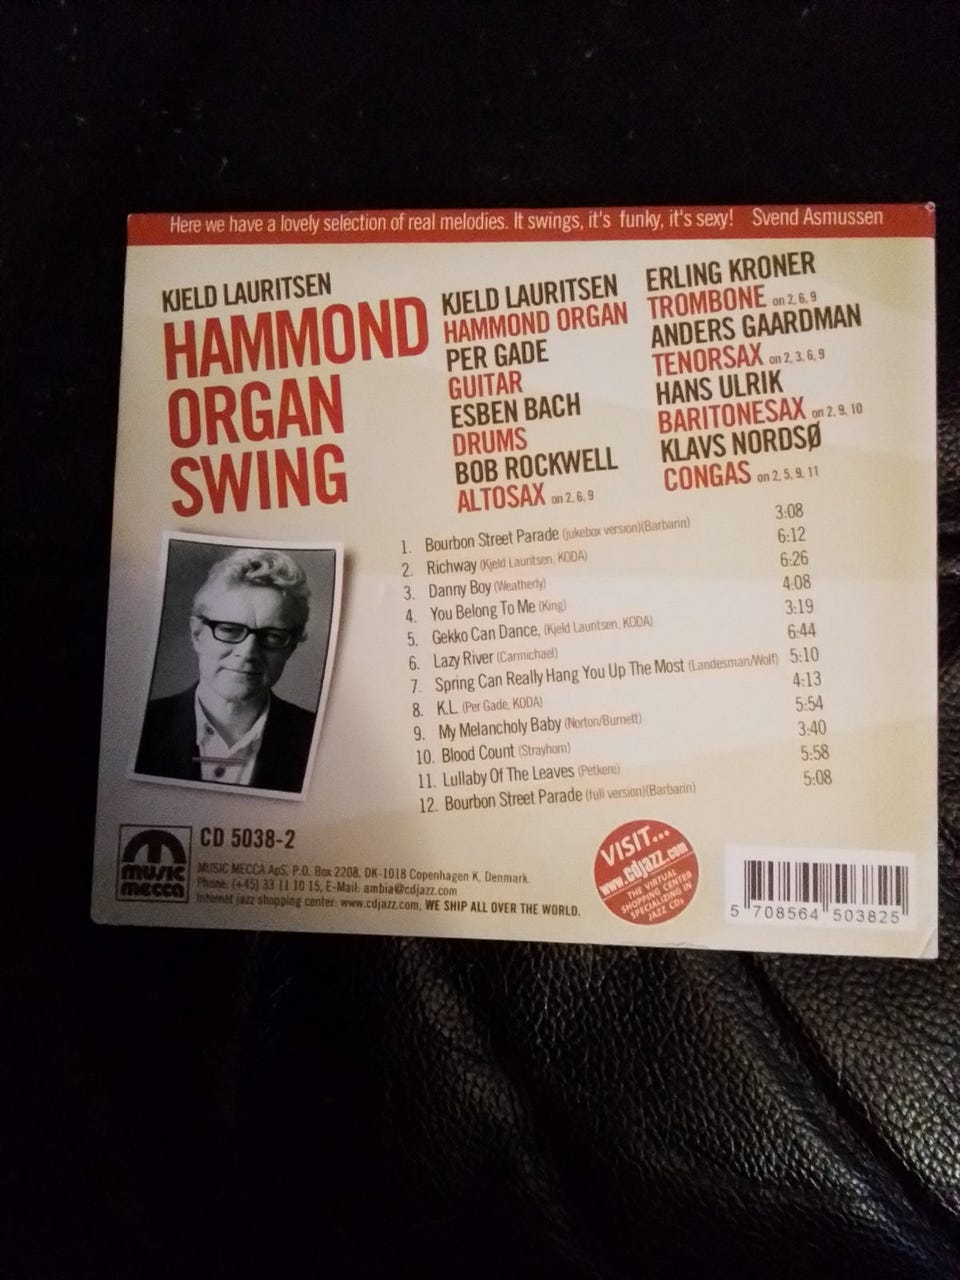 Here we have a lovely selection of real melodies. It swings, it's funky, it's sexy! Svend Asmussen
KJELD LAURITSEN
HAMMOND
ORGAN
SWING
KJELD LAURITSEN
HAMMOND ORGAN
PER GADE
GUITAR
ESBEN BACH
DRUMS
BOB ROCKWELL
ALTOSAX on 2, 6, 9
ERLING KRONER
TROMBONE on 2, 6, 9
ANDERS GAARDMAN
TENORSAX on 2, 3, 6, 9
HANS ULRIK
BARITONESAX on 2, 9, 10
KLAVS NORDSØ
CONGAS on 2, 5, 9, 11
1. Bourbon Street Parade (jukebox version)(Barbann) 3:08
2. Richway (Kjeld Lauritsen, KODA) 6:12
3. Danny Boy (Weatherly) 6:26
4. You Belong To Me (King) 4:08
5. Gekko Can Dance, (Kjeld Lauritsen, KODA) 3:19
6. Lazy River (Carmichael) 6:44
7. Spring Can Really Hang You Up The Most (Landesman/Wolf) 5:10
8. K.L. (Per Gade, KODA) 4:13
9. My Melancholy Baby (Norton/Burnett) 5:54
10. Blood Count (Strayhorn) 3:40
11. Lullaby Of The Leaves (Petkere) 5:58
12. Bourbon Street Parade (full version)(Barbann) 5:08
music
mecca
CD 5038-2
MUSIC MECCA ApS, P.O. Box 2208, DK-1018 Copenhagen K, Denmark.
Phone: (+45) 33 11 10 15, E-Mail: ambia@cdjazz.com
Internet jazz shopping center: www.cdjazz.com, WE SHIP ALL OVER THE WORLD.
VISIT...
www.cdjazz.com
THE VIRTUAL
SHOPPING CENTER
SPECIALIZING IN
JAZZ CDs
5 708564 503825